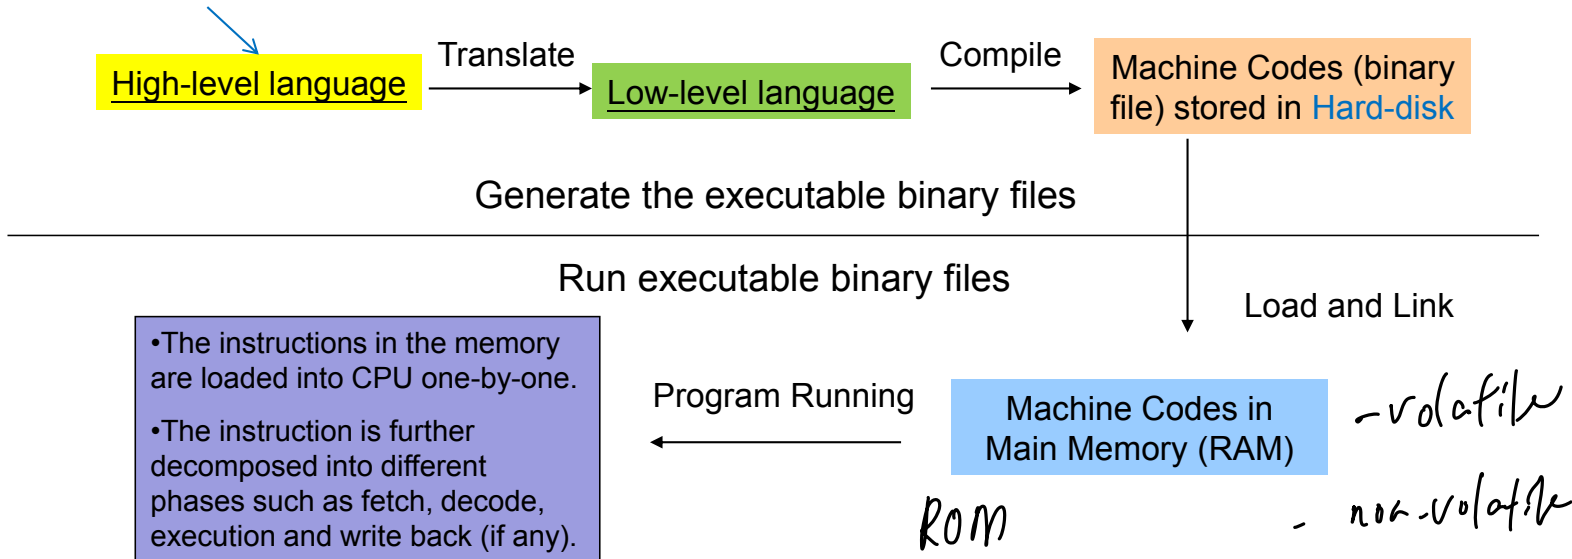 High-level language
Translate
Low-level language
Compile
Machine Codes (binary
file) stored in Hard-disk
Generate the executable binary files
Run executable binary files
Load and Link
•The instructions in the memory
are loaded into CPU one-by-one.
•The instruction is further
decomposed into different
phases such as fetch, decode,
execution and write back (if any).
Program Running
Machine Codes in
Main Memory (RAM)
-volatile
ROM
- non-volatile